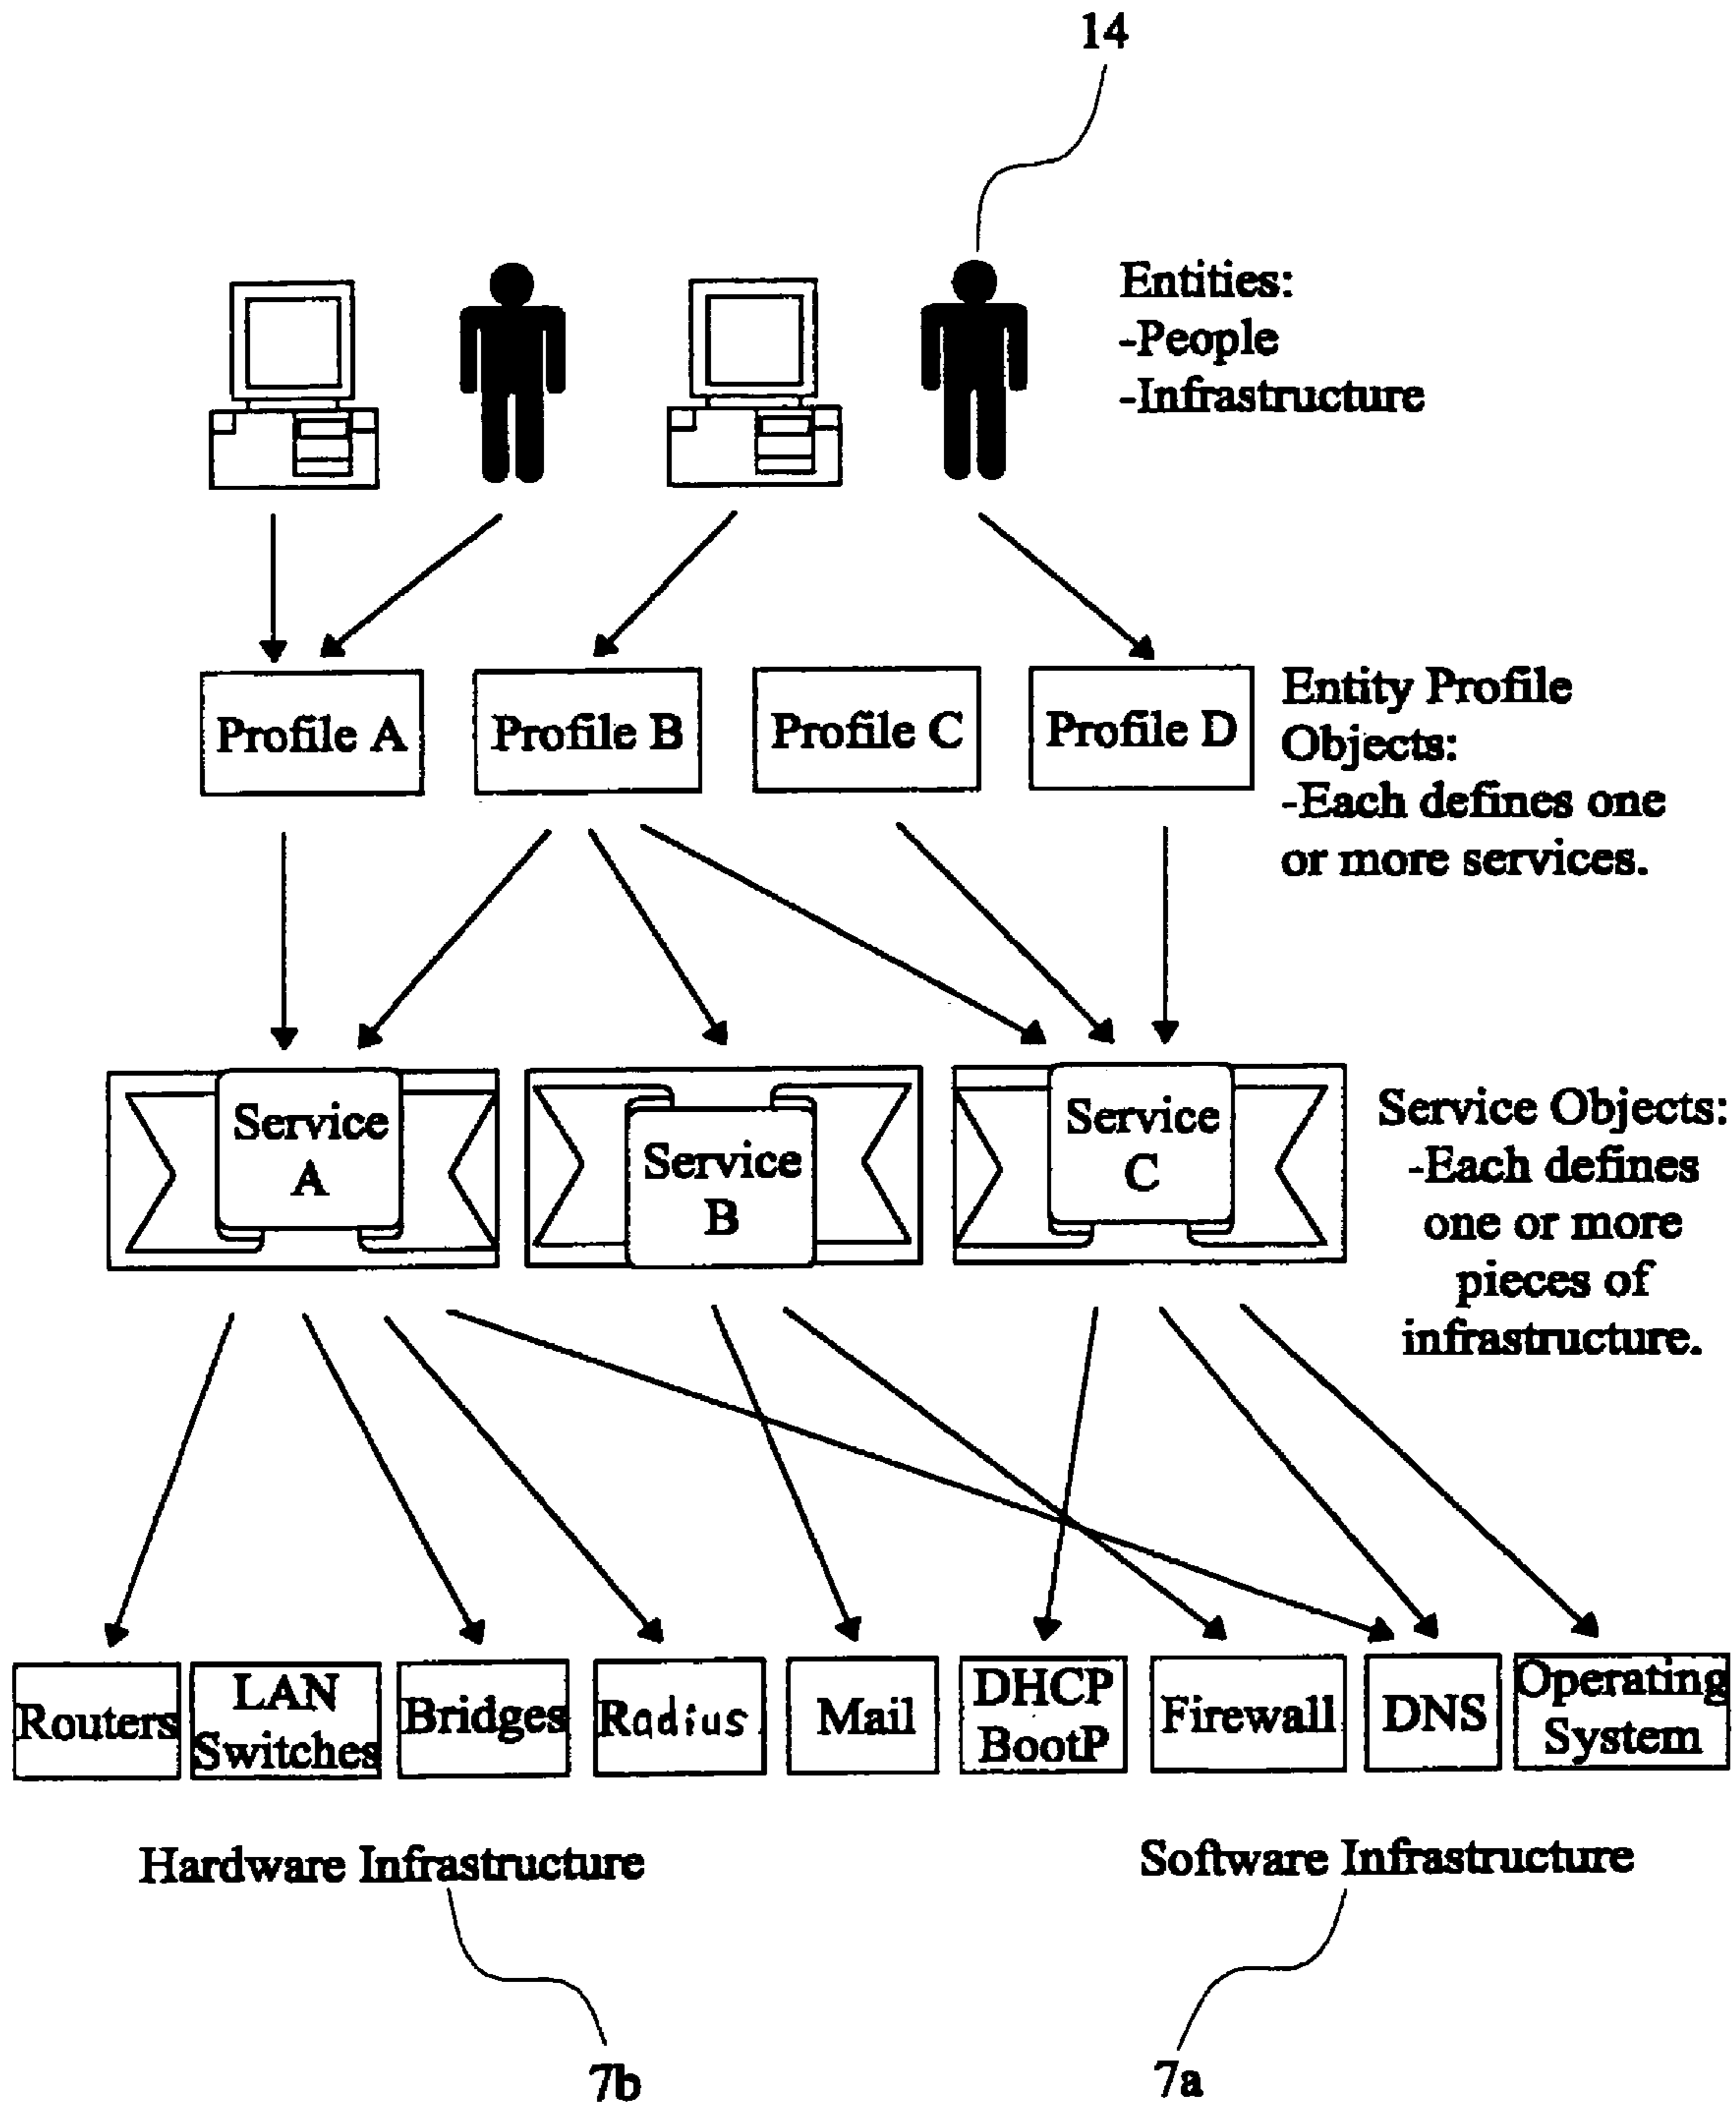 14
Entities:
-People
-Infrastructure
Profile A
Profile B
Profile C
Profile D
Entity Profile
Objects:
-Each defines one
or more services.
Service
A
Service
B
Service
C
Service Objects:
-Each defines
one or more
pieces of
infrastructure.
Routers
LAN
Switches
Bridges
Radius
Mail
DHCP
BootP
Firewall
DNS
Operating
System
Hardware Infrastructure
Software Infrastructure
7b
7a